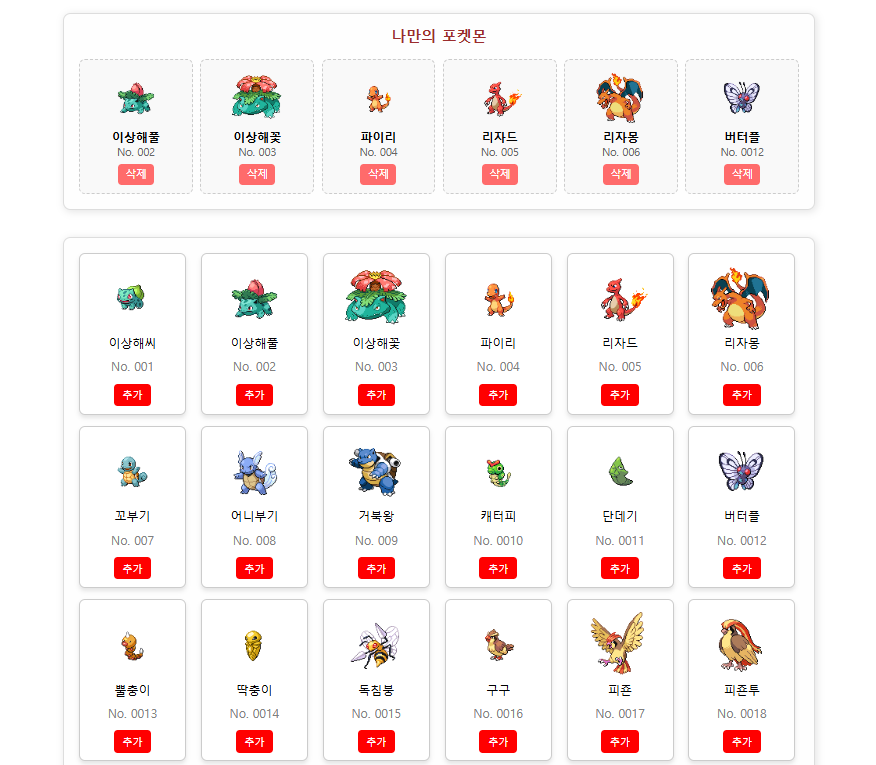 나만의 포켓몬
이상해풀 이상해꽃 파이리 리자드 리자몽 버터플
No. 002 No. 003 No. 004 No. 005 No. 006 No. 0012
삭제 삭제 삭제 삭제 삭제 삭제
이상해씨 이상해풀 이상해꽃 파이리 리자드 리자몽
No. 001 No. 002 No. 003 No. 004 No. 005 No. 006
추가 추가 추가 추가 추가 추가
꼬부기 어니부기 거북왕 캐터피 단데기 버터플
No. 007 No. 008 No. 009 No. 0010 No. 0011 No. 0012
추가 추가 추가 추가 추가 추가
뿔충이 딱충이 독침붕 구구 피죤 피죤투
No. 0013 No. 0014 No. 0015 No. 0016 No. 0017 No. 0018
추가 추가 추가 추가 추가 추가